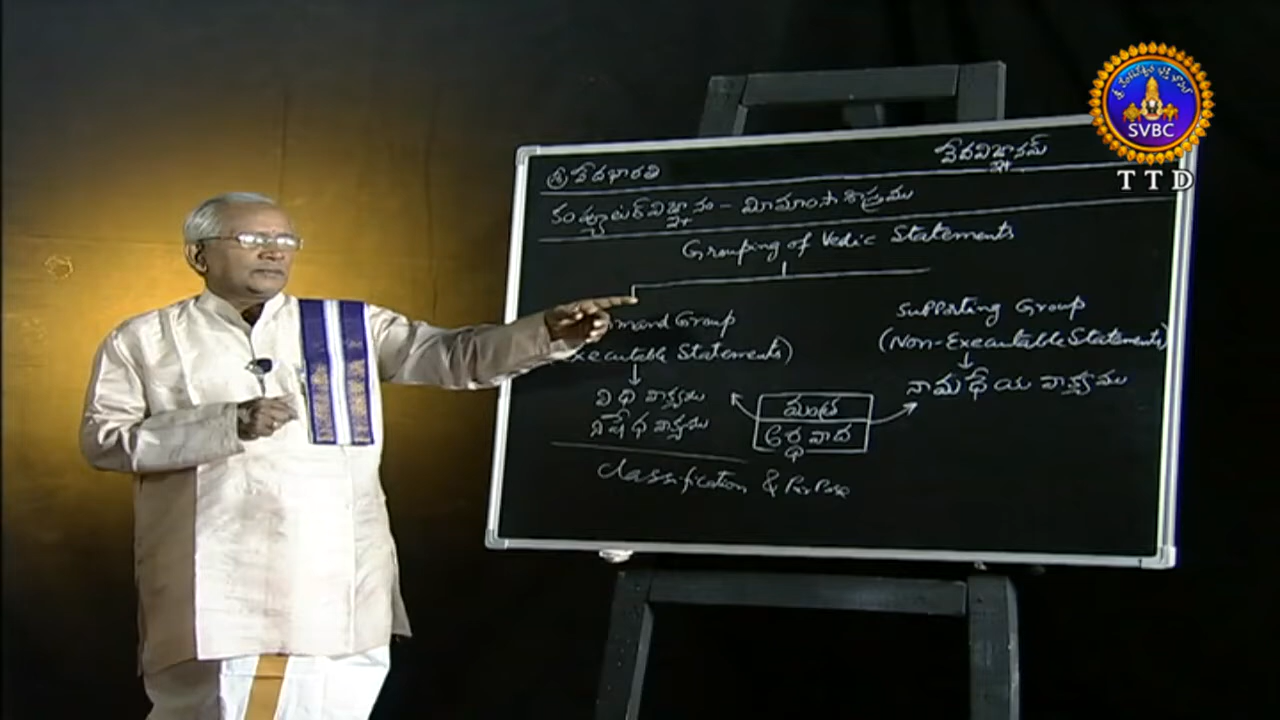 శ్రీ వేదభారతి
వేదవిజ్ఞానమ్
కంప్యూటర్ విజ్ఞానం - మీమాంసా శాస్త్రము
Grouping of Vedic Statements
mand Group
Executable Statements)
విధి వాక్యము
నిషేధ వాక్యము
Supporting Group
(Non-Executable Statements)
నామధేయ వాక్యము
మంత్ర
అర్థవాద
Classification & Purpose
SVBC
TTD